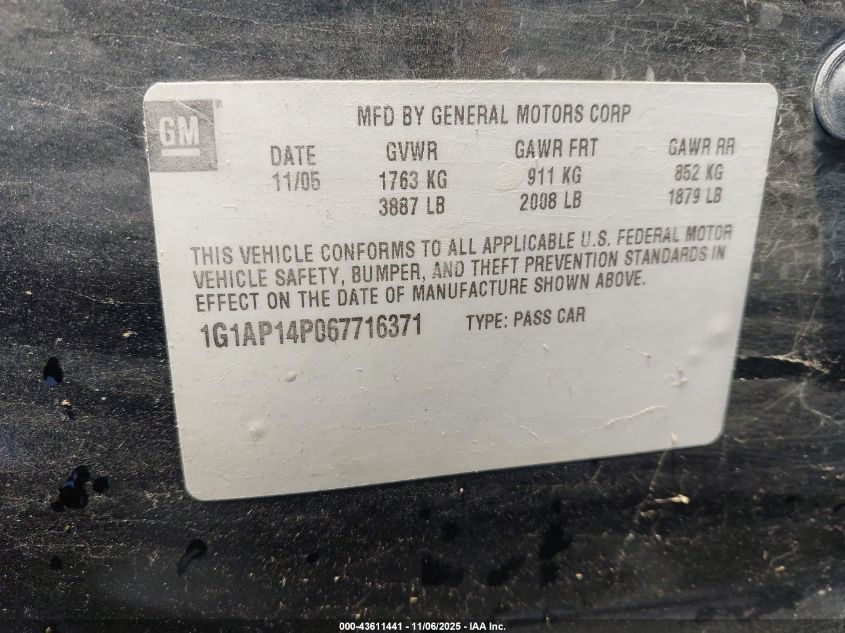 GM®
MFD BY GENERAL MOTORS CORP
DATE GVWR GAWR FRT GAWR RR
11/05 1763 KG 911 KG 852 KG
3887 LB 2008 LB 1879 LB
THIS VEHICLE CONFORMS TO ALL APPLICABLE U.S. FEDERAL MOTOR
VEHICLE SAFETY, BUMPER, AND THEFT PREVENTION STANDARDS IN
EFFECT ON THE DATE OF MANUFACTURE SHOWN ABOVE.
1G1AP14P067716371 TYPE: PASS CAR
000-43611441 - 11/06/2025 - IAA Inc.